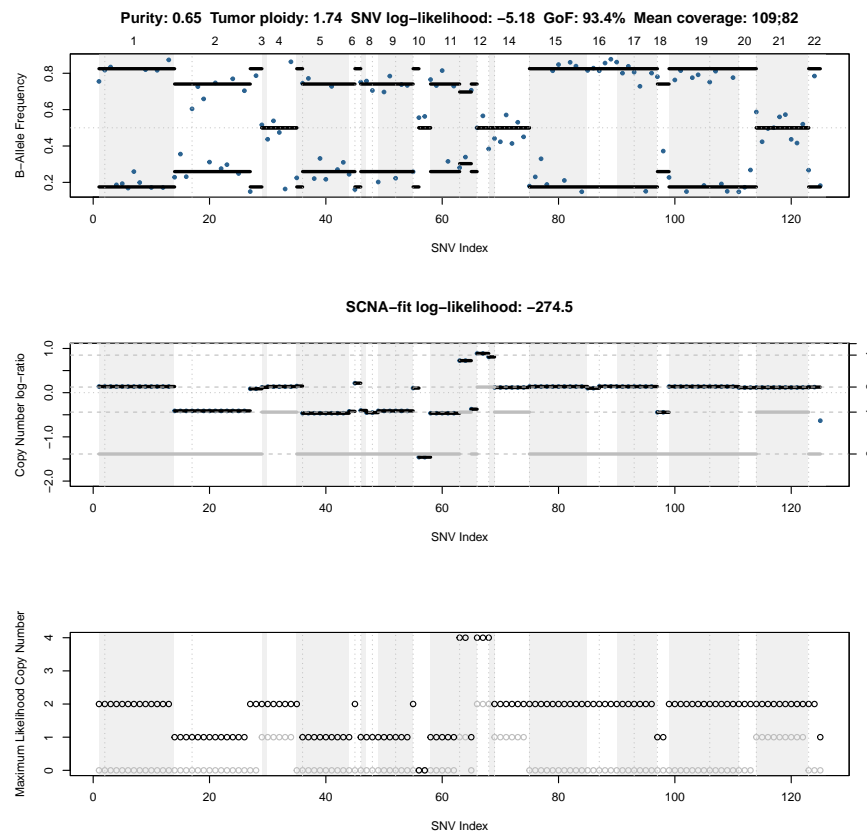 Purity: 0.65 Tumor ploidy: 1.74 SNV log−likelihood: −5.18 GoF: 93.4% Mean coverage: 109;82
1 2 3 4 5 6 8 9 10 11 12 14 15 16 17 18 19 20 21 22
B−Allele Frequency
0.8
0.6
0.4
0.2
0 20 40 60 80 100 120
SNV Index
SCNA−fit log−likelihood: −274.5
Copy Number log−ratio
1.0
0.0
−1.0
−2.0
0 20 40 60 80 100 120
SNV Index
Maximum Likelihood Copy Number
4
3
2
1
0
0 20 40 60 80 100 120
SNV Index